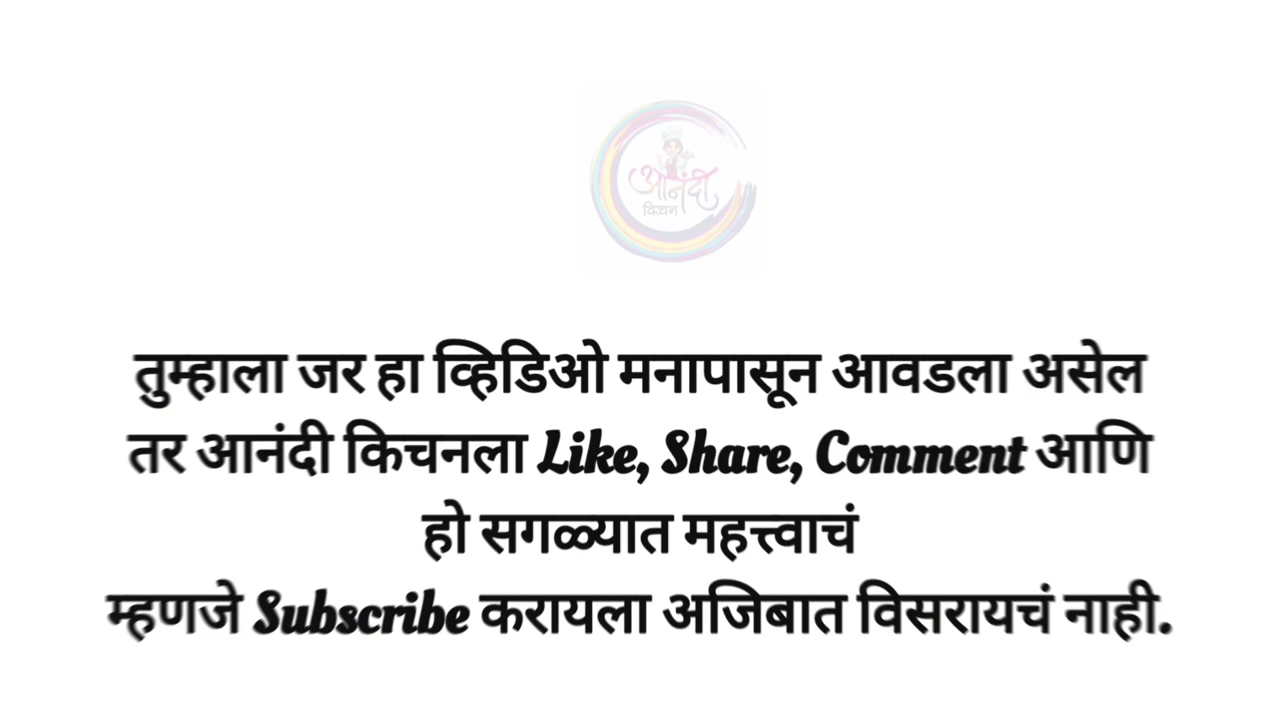 आनंदी
किचन
तुम्हाला जर हा व्हिडिओ मनापासून आवडला असेल
तर आनंदी किचनला Like, Share, Comment आणि
हो सगळ्यात महत्त्वाचं
म्हणजे Subscribe करायला अजिबात विसरायचं नाही.